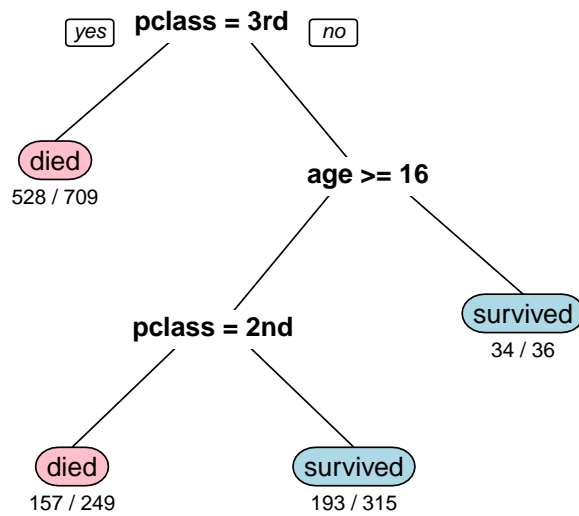 yes
pclass = 3rd
no
died
528 / 709
age >= 16
pclass = 2nd
survived
34 / 36
died
157 / 249
survived
193 / 315